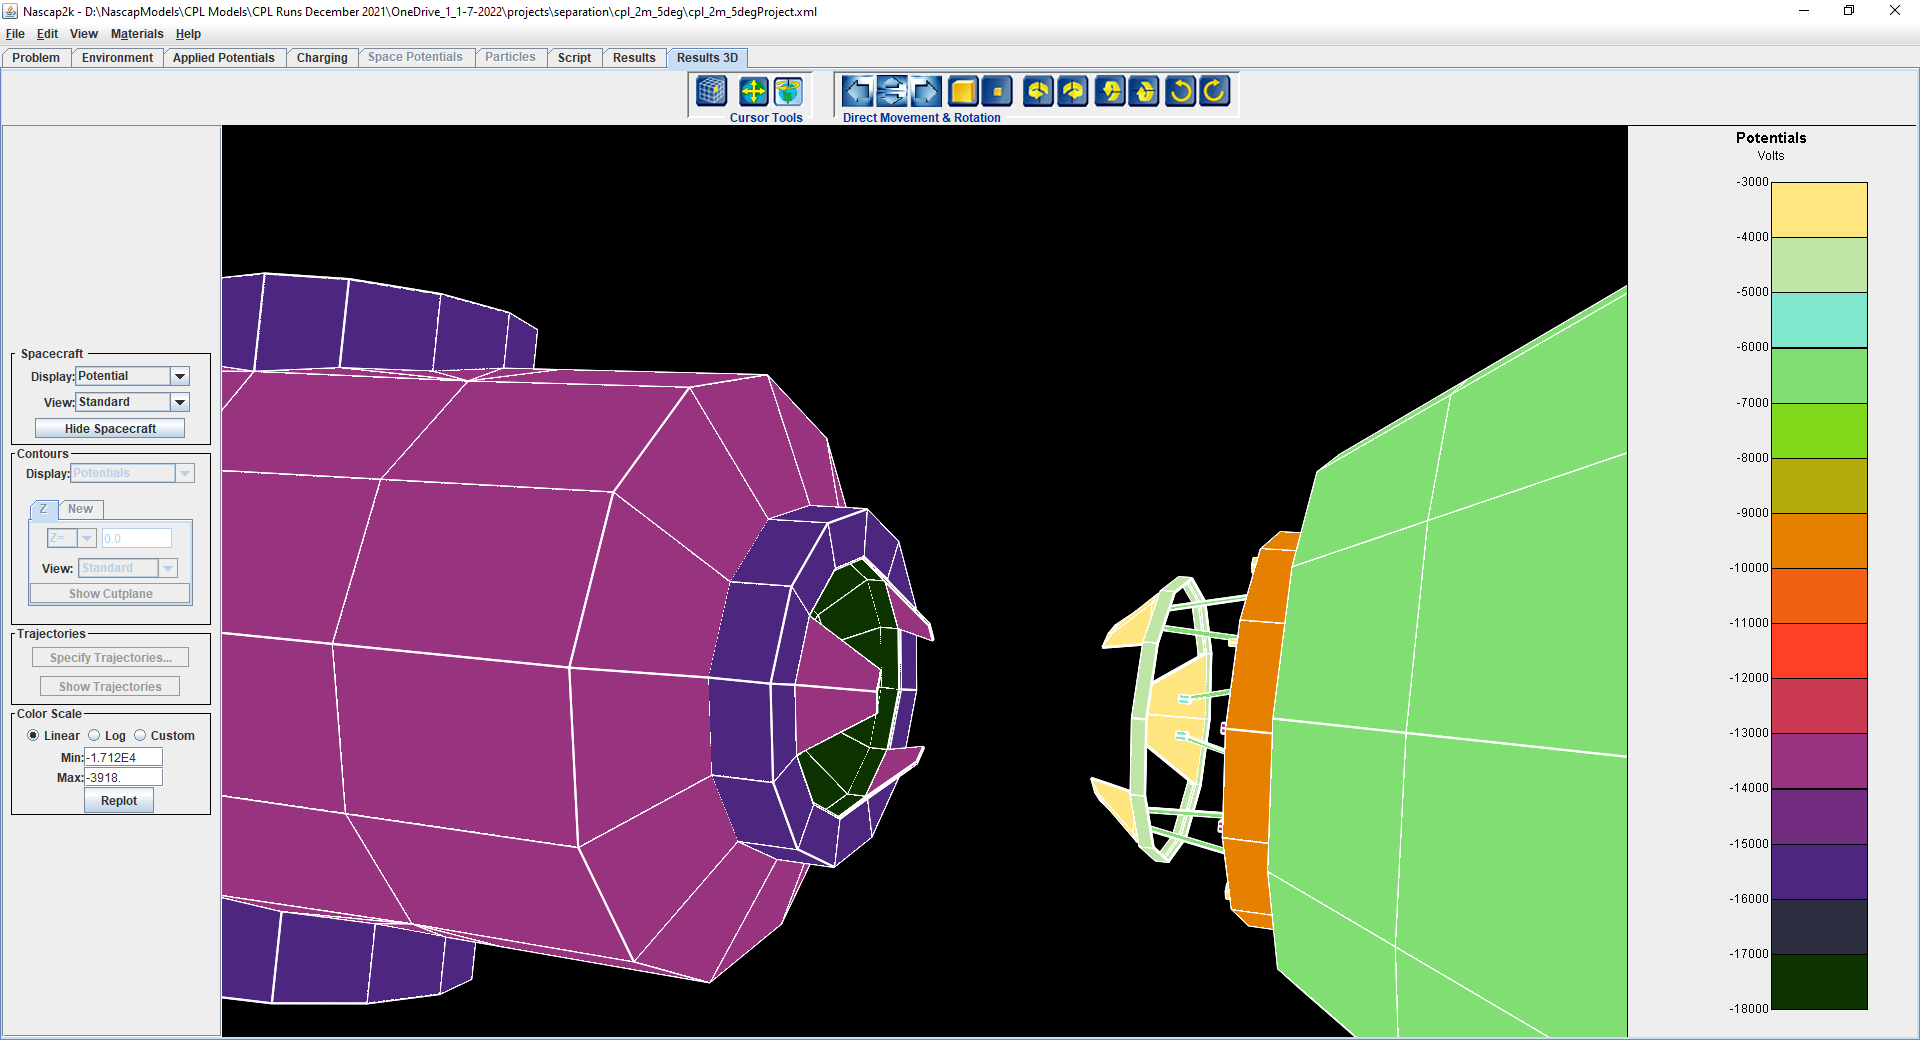 Nascap2k - D:\NascapModels\CPL Models\CPL Runs December 2021\OneDrive_1_1-7-2022\projects\separation\cpl_2m_5deg\cpl_2m_5degProject.xml
File Edit View Materials Help
Problem Environment Applied Potentials Charging Space Potentials Particles Script Results Results 3D
Cursor Tools Direct Movement & Rotation
Spacecraft
Display: Potential
View: Standard
Hide Spacecraft
Contours
Display: Potentials
Z New
Z= 0.0
View: Standard
Show Cutplane
Trajectories
Specify Trajectories...
Show Trajectories
Color Scale
Linear Log Custom
Min: -1.712E4
Max: -3918.
Replot
Potentials
Volts
-3000
-4000
-5000
-6000
-7000
-8000
-9000
-10000
-11000
-12000
-13000
-14000
-15000
-16000
-17000
-18000